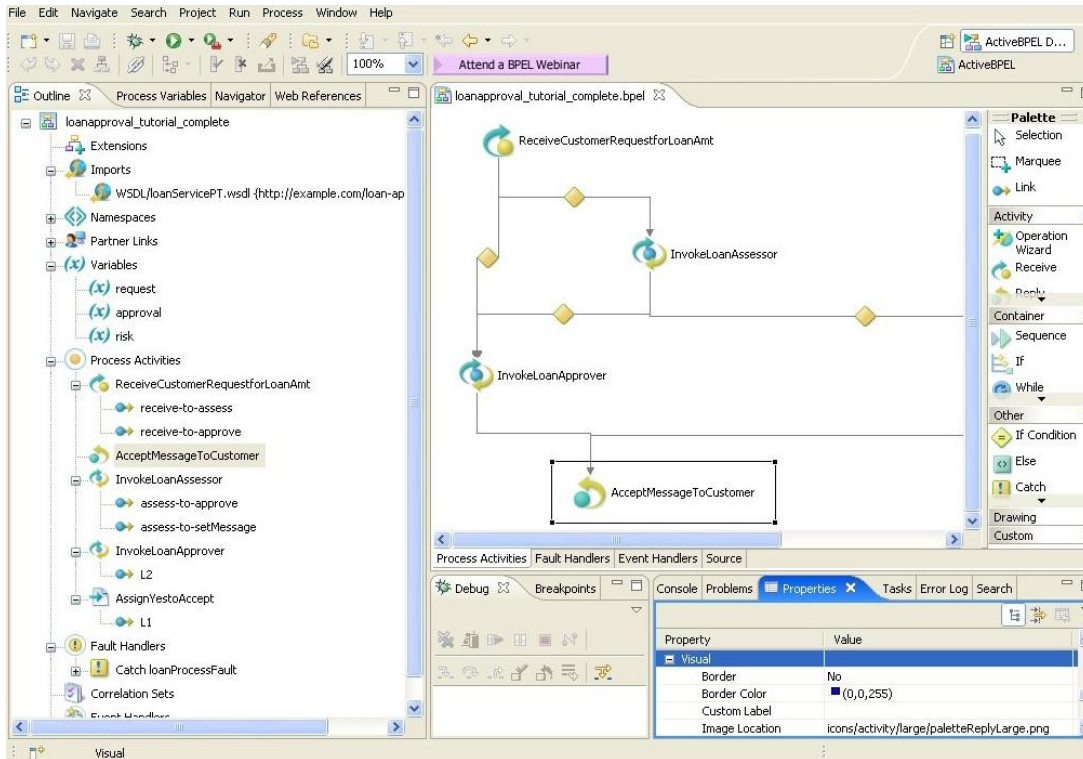 File Edit Navigate Search Project Run Process Window Help
100%
Attend a BPEL Webinar
ActiveBPEL D...
ActiveBPEL
Outline
Process Variables
Navigator
Web References
loanapproval_tutorial_complete
Extensions
Imports
WSDL/loanServicePT.wsdl {http://example.com/loan-ap
Namespaces
Partner Links
(x) Variables
(x) request
(x) approval
(x) risk
Process Activities
ReceiveCustomerRequestforLoanAmt
receive-to-assess
receive-to-approve
AcceptMessageToCustomer
InvokeLoanAssessor
assess-to-approve
assess-to-setMessage
InvokeLoanApprover
L2
AssignYestoAccept
L1
Fault Handlers
Catch loanProcessFault
Correlation Sets
Event Handlers
loanapproval_tutorial_complete.bpel
ReceiveCustomerRequestforLoanAmt
InvokeLoanAssessor
InvokeLoanApprover
AcceptMessageToCustomer
Palette
Selection
Marquee
Link
Activity
Operation
Wizard
Receive
Reply
Container
Sequence
If
While
Other
If Condition
Else
Catch
Drawing
Custom
Process Activities Fault Handlers Event Handlers Source
Debug
Breakpoints
Console Problems Properties Tasks Error Log Search
Property Value
Visual
Border No
Border Color (0,0,255)
Custom Label
Image Location icons/activity/large/paletteReplyLarge.png
Visual